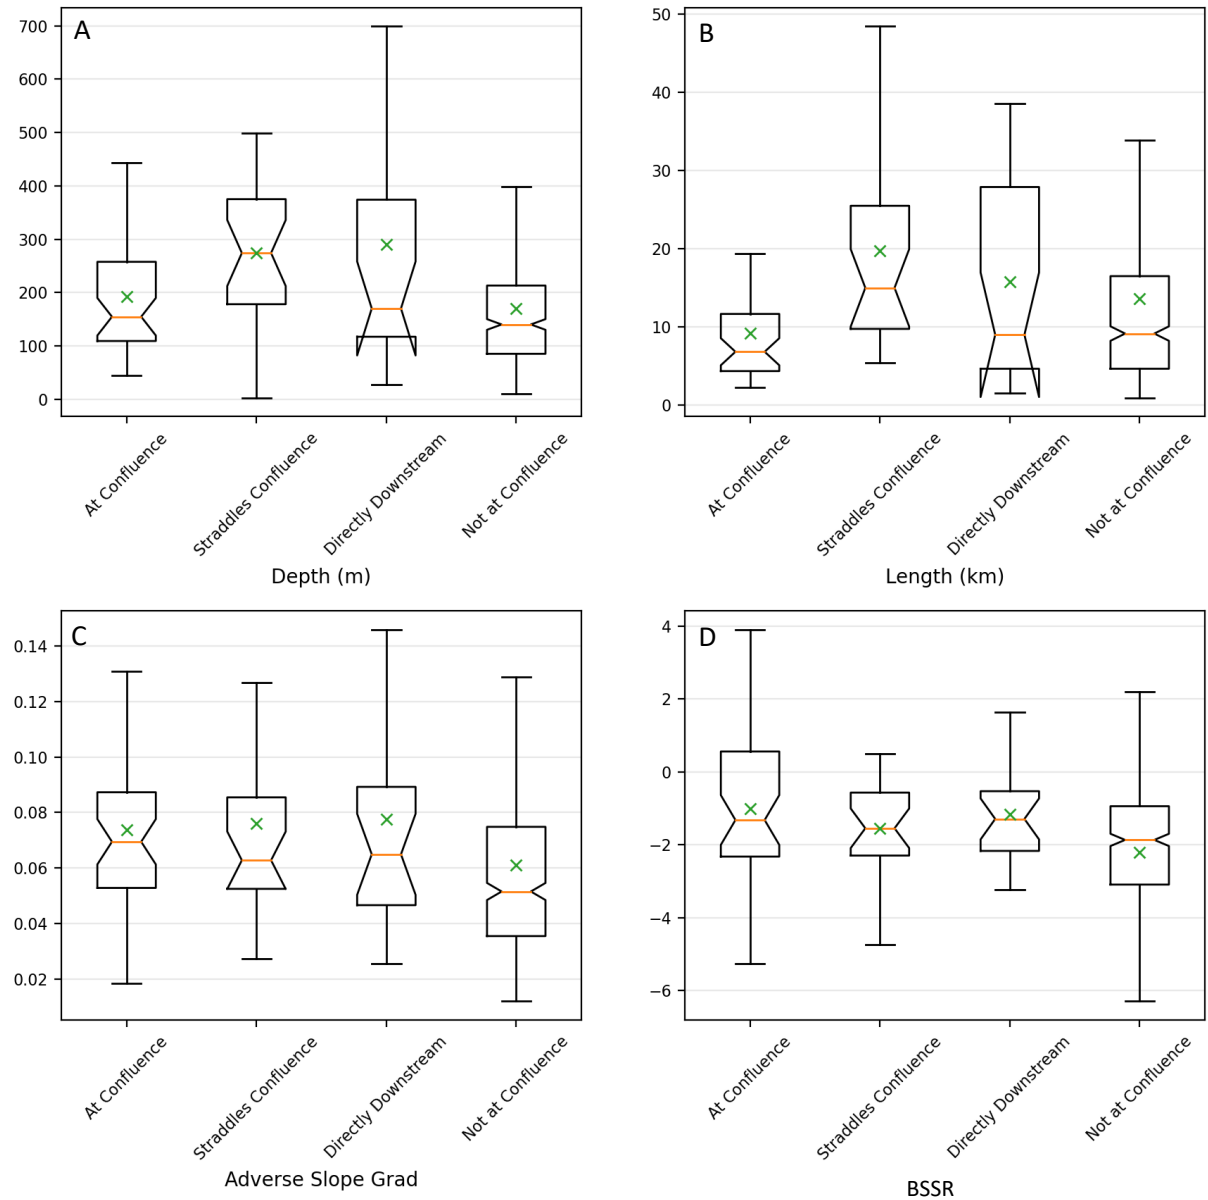 A
700
600
500
400
300
200
100
0
At Confluence
Straddles Confluence
Directly Downstream
Not at Confluence
Depth (m)
B
50
40
30
20
10
0
At Confluence
Straddles Confluence
Directly Downstream
Not at Confluence
Length (km)
C
0.14
0.12
0.10
0.08
0.06
0.04
0.02
At Confluence
Straddles Confluence
Directly Downstream
Not at Confluence
Adverse Slope Grad
D
4
2
0
−2
−4
−6
At Confluence
Straddles Confluence
Directly Downstream
Not at Confluence
BSSR